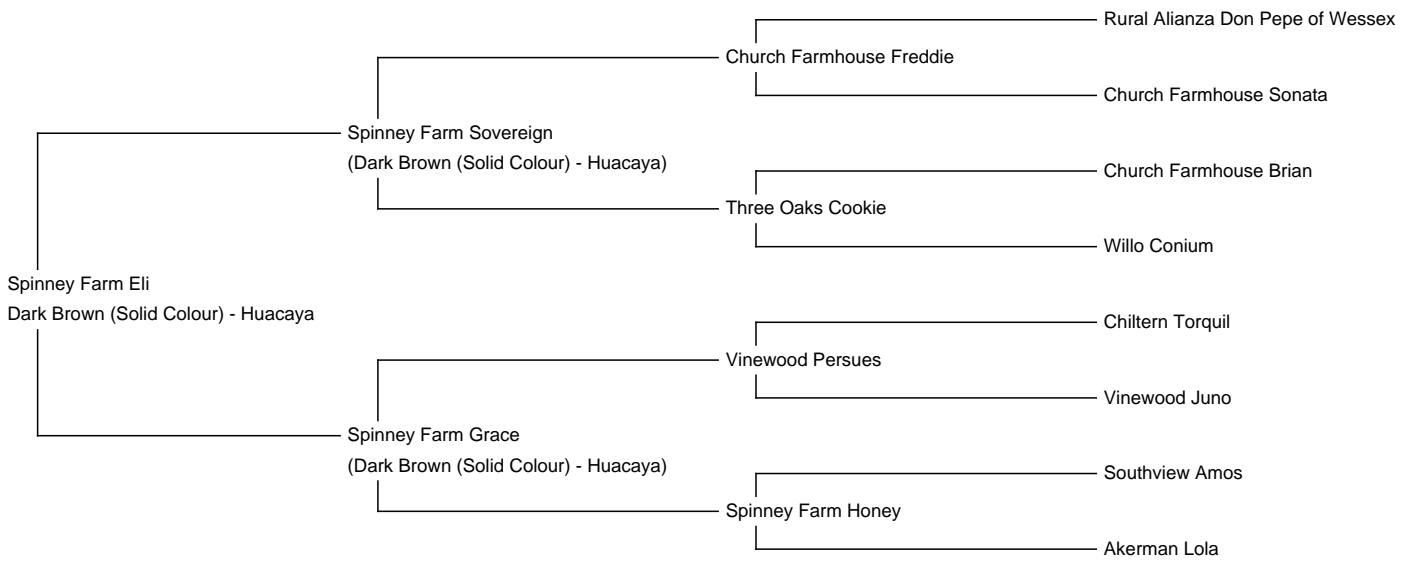 Rural Alianza Don Pepe of Wessex
Church Farmhouse Freddie
Church Farmhouse Sonata
Spinney Farm Sovereign
(Dark Brown (Solid Colour) - Huacaya)
Church Farmhouse Brian
Three Oaks Cookie
Willo Conium
Spinney Farm Eli
Dark Brown (Solid Colour) - Huacaya
Chiltern Torquil
Vinewood Persues
Vinewood Juno
Spinney Farm Grace
(Dark Brown (Solid Colour) - Huacaya)
Southview Amos
Spinney Farm Honey
Akerman Lola